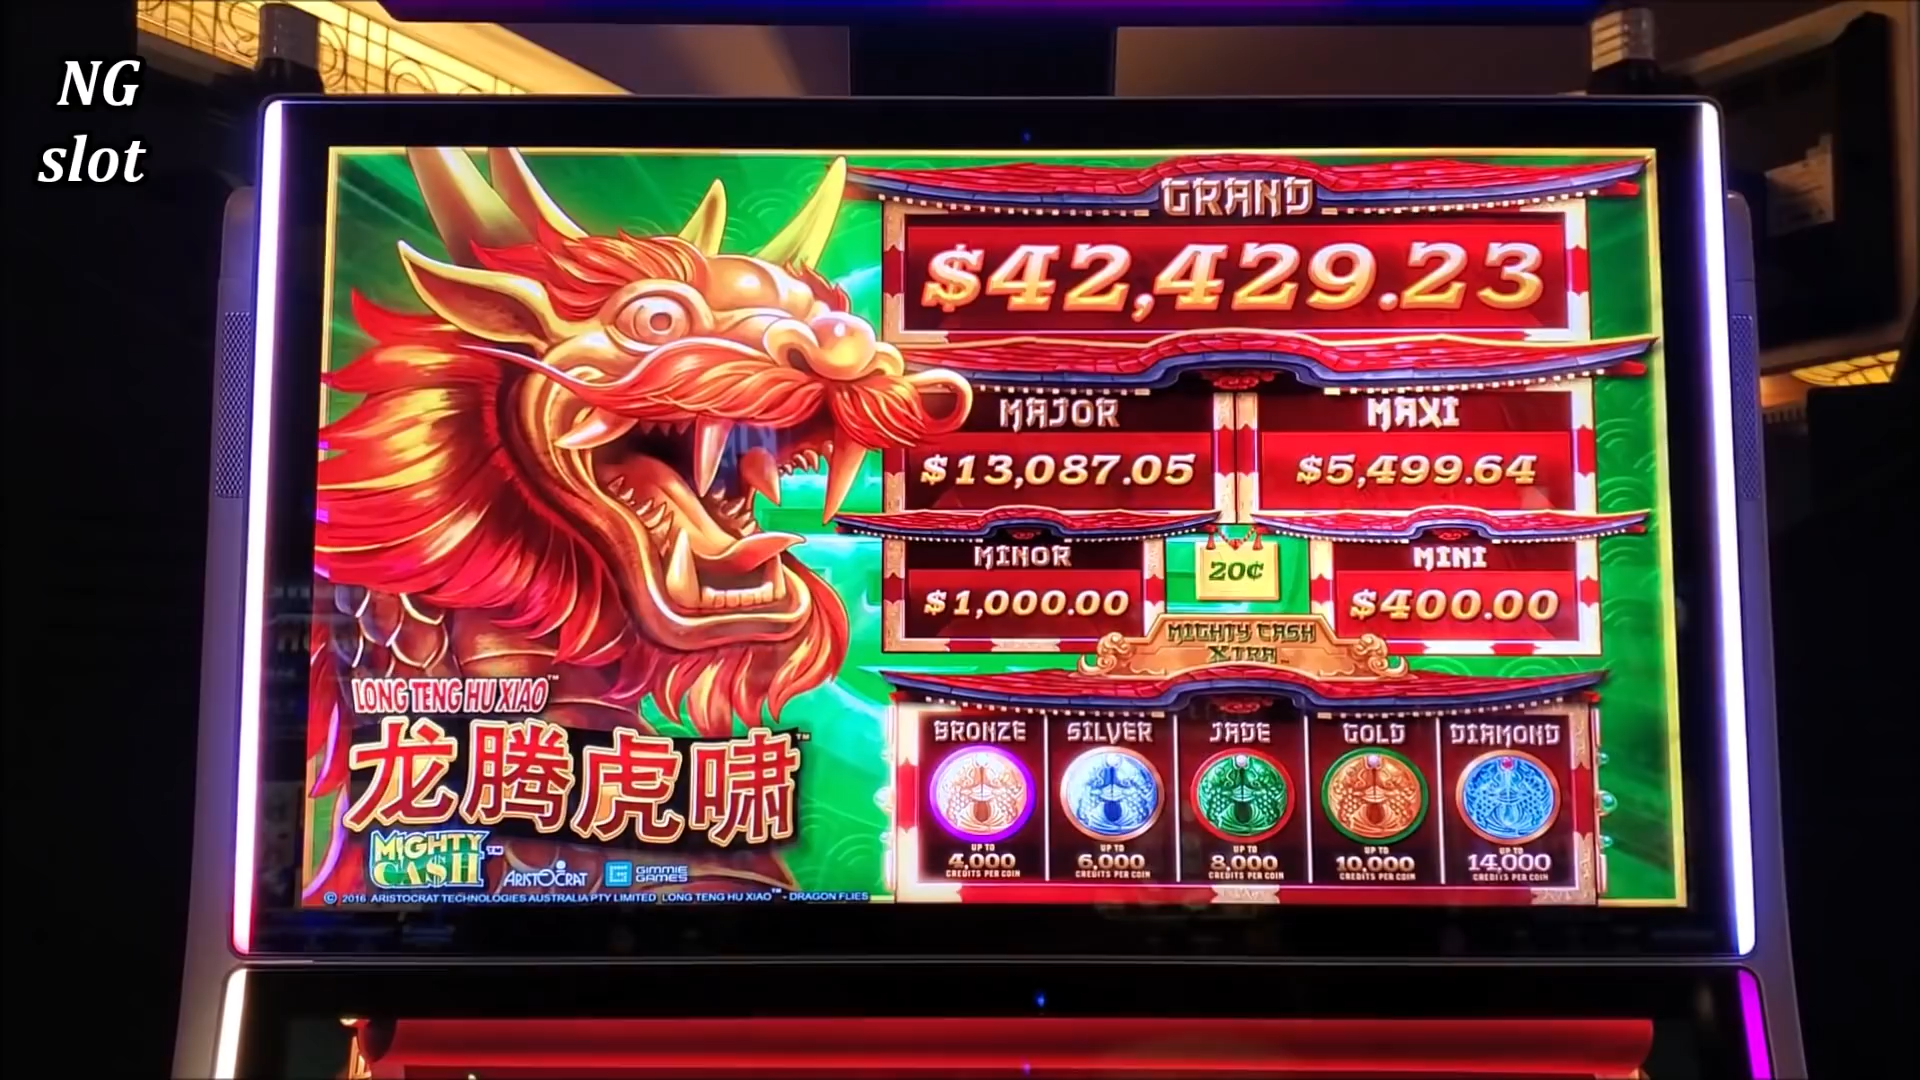 NG
slot
GRAND
$42,429.23
MAJOR
$13,087.05
MAXI
$5,499.64
MINOR
$1,000.00
20¢
MINI
$400.00
MIGHTY CASH
XTRA™
BRONZE
UP TO
4,000
CREDITS PER COIN
SILVER
UP TO
6,000
CREDITS PER COIN
JADE
UP TO
8,000
CREDITS PER COIN
GOLD
UP TO
10,000
CREDITS PER COIN
DIAMOND
UP TO
14,000
CREDITS PER COIN
LONG TENG HU XIAO™
龙腾虎啸™
MIGHTY
CA$H™
ARISTOCRAT
GIMMIE
GAMES
© 2016 ARISTOCRAT TECHNOLOGIES AUSTRALIA PTY LIMITED LONG TENG HU XIAO™ - DRAGON FLIES